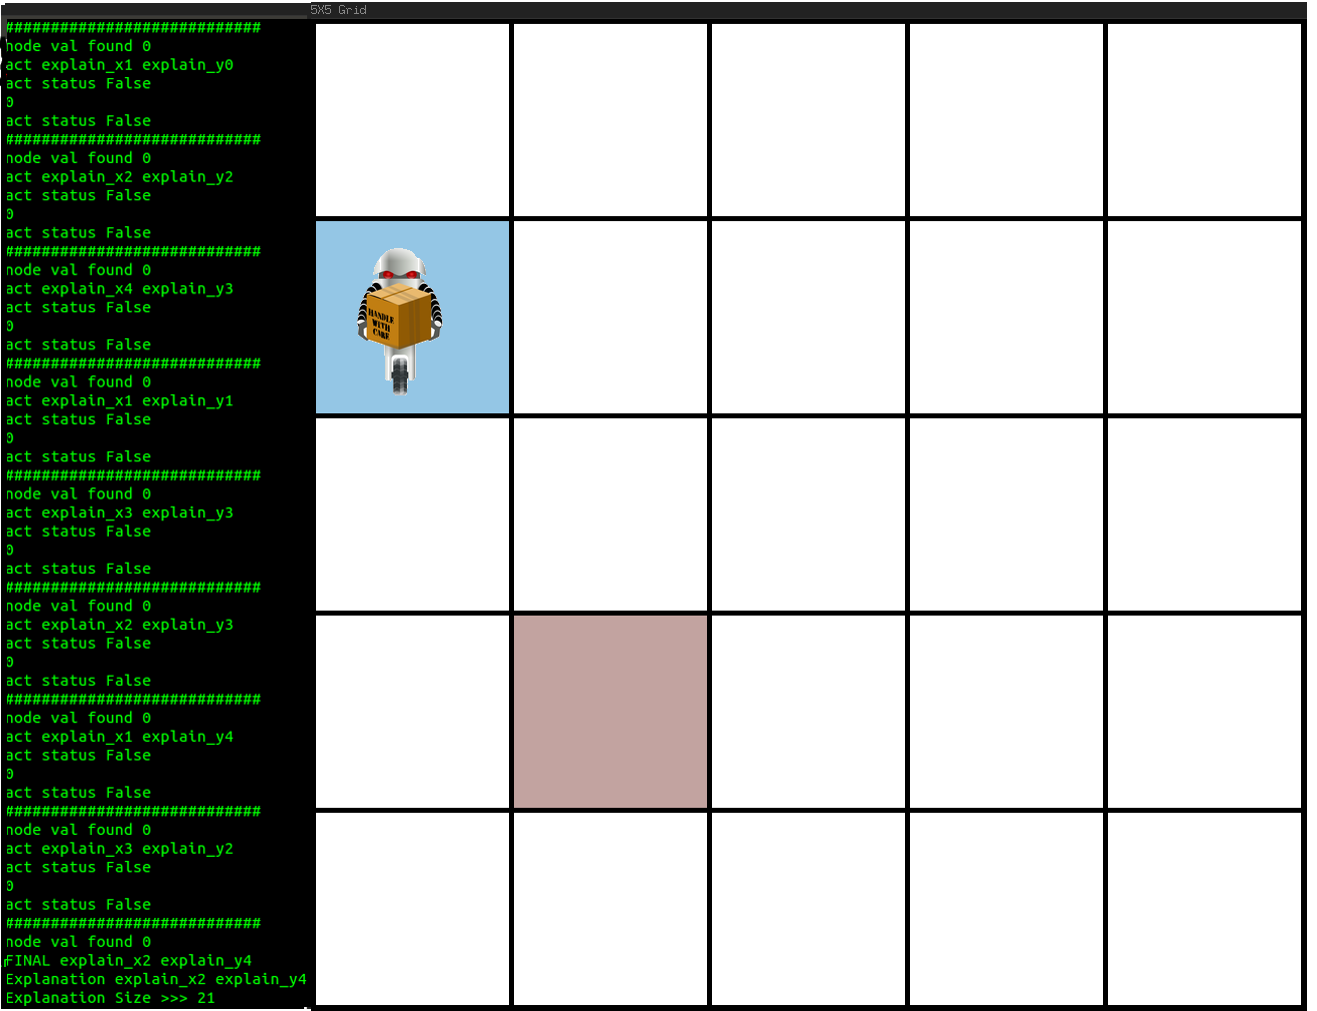 5X5 Grid
############################
node val found 0
act explain_x1 explain_y0
act status False
0
act status False
############################
node val found 0
act explain_x2 explain_y2
act status False
0
act status False
############################
node val found 0
act explain_x4 explain_y3
act status False
0
act status False
############################
node val found 0
act explain_x1 explain_y1
act status False
0
act status False
############################
node val found 0
act explain_x3 explain_y3
act status False
0
act status False
############################
node val found 0
act explain_x2 explain_y3
act status False
0
act status False
############################
node val found 0
act explain_x1 explain_y4
act status False
0
act status False
############################
node val found 0
act explain_x3 explain_y2
act status False
0
act status False
############################
node val found 0
FINAL explain_x2 explain_y4
Explanation explain_x2 explain_y4
Explanation Size >>> 21
HANDLE
WITH
CARE